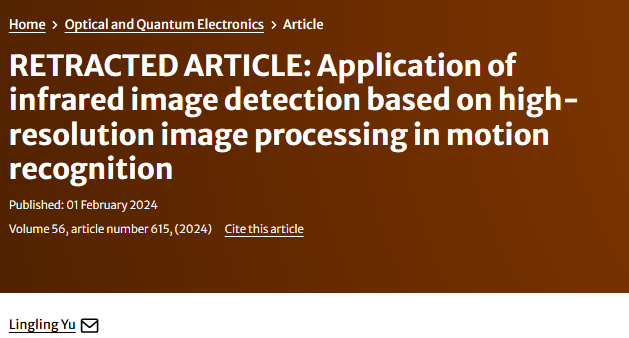 Home > Optical and Quantum Electronics > Article
RETRACTED ARTICLE: Application of
infrared image detection based on high-
resolution image processing in motion
recognition
Published: 01 February 2024
Volume 56, article number 615, (2024) Cite this article
Lingling Yu